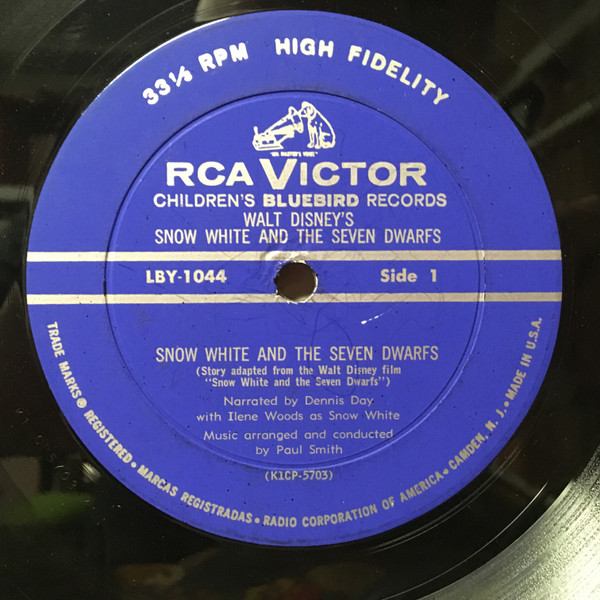 33⅓ RPM HIGH FIDELITY
"HIS MASTER'S VOICE"
RCA VICTOR
CHILDREN'S BLUEBIRD RECORDS
WALT DISNEY'S
SNOW WHITE AND THE SEVEN DWARFS
LBY-1044 Side 1
SNOW WHITE AND THE SEVEN DWARFS
(Story adapted from the Walt Disney film
"Snow White and the Seven Dwarfs")
Narrated by Dennis Day
with Ilene Woods as Snow White
Music arranged and conducted
by Paul Smith
(K1CP-5703)
TRADE MARKS® REGISTERED • MARCAS REGISTRADAS • RADIO CORPORATION OF AMERICA • CAMDEN, N. J. • MADE IN U.S.A.